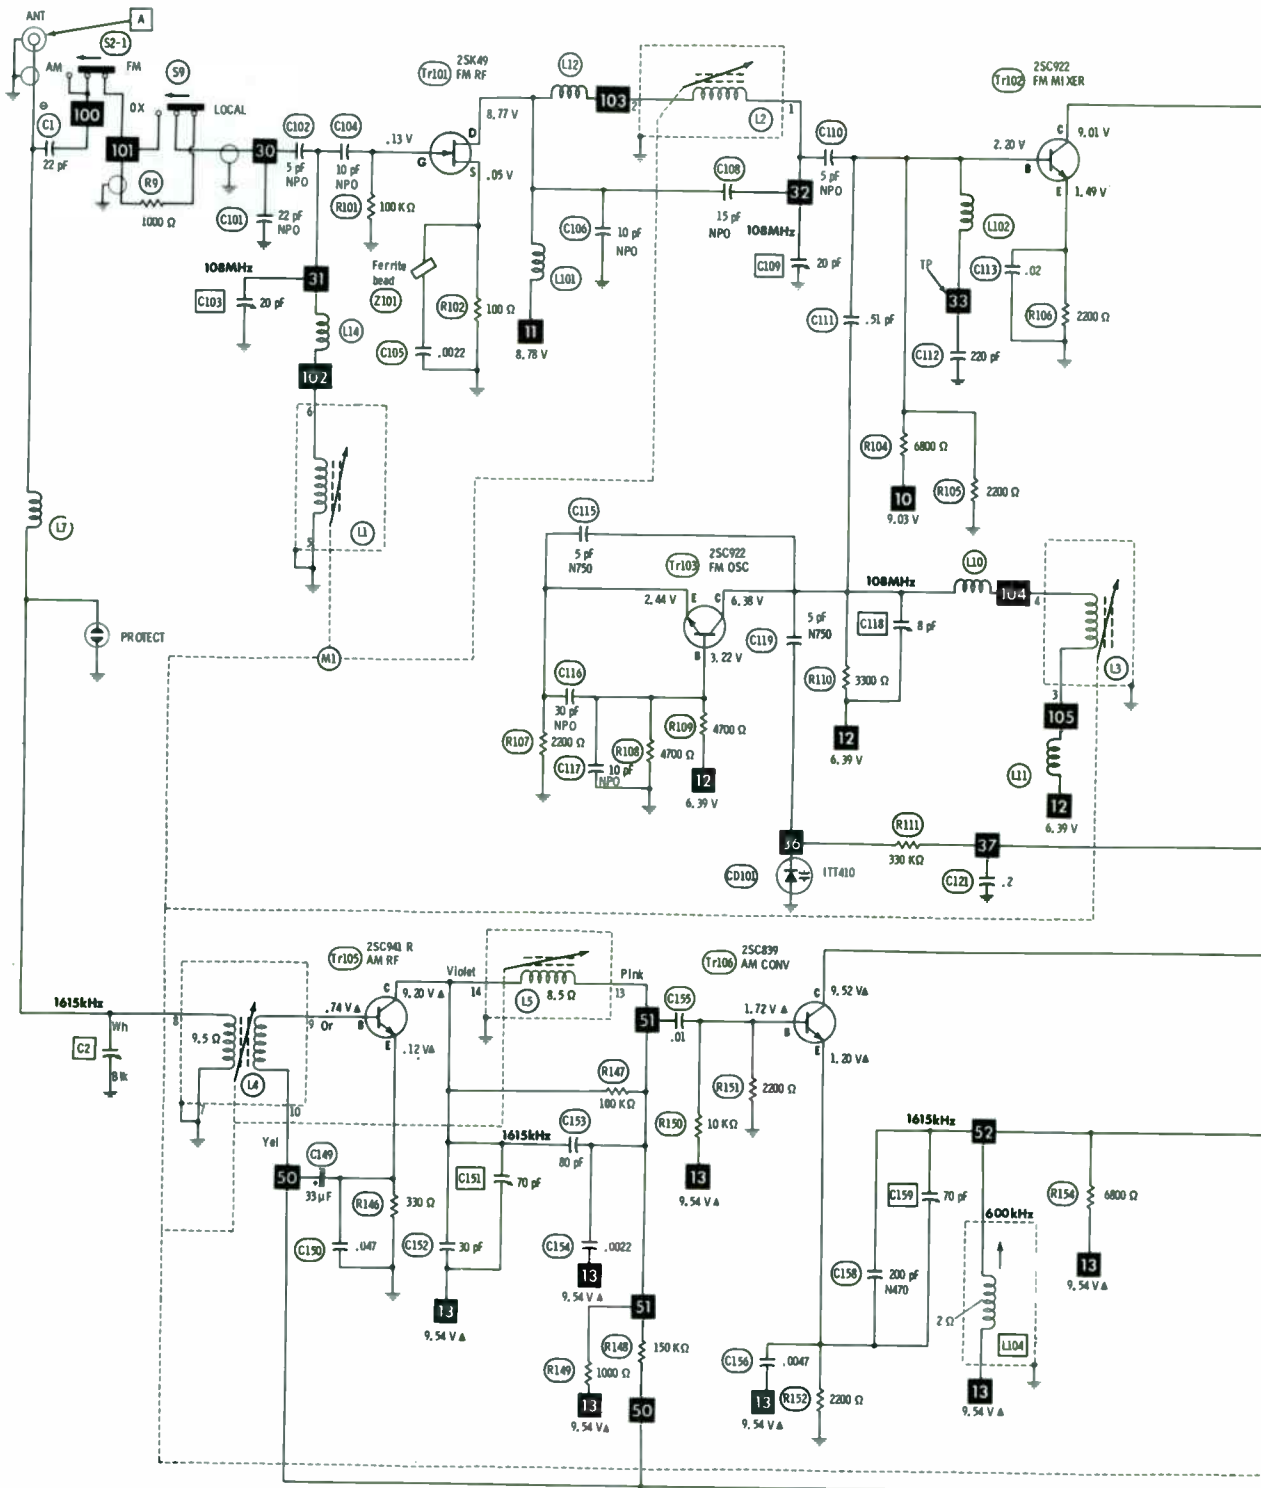 ANT
A
S2-1
AM
FM
S9
DX
LOCAL
⊖
C1
22 pF
100
101
R9
1000 Ω
30
C101
22 pF
NPO
C102
5 pF
NPO
C104
10 pF
NPO
R101
100 KΩ
Tr101
2SK49
FM RF
.13 V
G
D
S
8.77 V
.05 V
108MHz
C103
20 pF
31
L14
102
6
5
L1
Ferrite
bead
Z101
C105
.0022
R102
100 Ω
L12
103
2
L2
1
L101
11
8.78 V
C106
10 pF
NPO
C108
15 pF
NPO
32
108MHz
C109
20 pF
C110
5 pF
NPO
C111
.51 pF
Tr102
2SC922
FM MIXER
2.20 V
B
C
E
9.01 V
1.49 V
L102
TP
33
C112
220 pF
C113
.02
R106
2200 Ω
R104
6800 Ω
10
9.03 V
R105
2200 Ω
L7
PROTECT
M1
C115
5 pF
N750
Tr103
2SC922
FM OSC
2.44 V
E
C
6.38 V
B
3.22 V
C116
30 pF
NPO
R107
2200 Ω
C117
10 pF
NPO
R108
4700 Ω
R109
4700 Ω
12
6.39 V
5 pF
N750
C119
108MHz
C118
8 pF
R110
3300 Ω
12
6.39 V
L10
104
4
L3
3
105
L11
12
6.39 V
36
CD101
ITT410
R111
330 KΩ
37
C121
.2
1615kHz
Wh
C2
Blk
8
9.5 Ω
L4
7
9
Or
10
Yel
50
Tr105
2SC941 R
AM RF
.74 V▲
B
C
E
9.20 V▲
.12 V▲
C149
33 µF
C150
.047
R146
330 Ω
C152
30 pF
13
9.54 V▲
Violet
14
L5
8.5 Ω
Pink
13
51
R147
100 KΩ
1615kHz
C151
70 pF
C153
80 pF
C154
.0022
13
9.54 V▲
51
R148
150 KΩ
R149
1000 Ω
13
9.54 V▲
50
C155
.01
R150
10 KΩ
13
9.54 V▲
R151
2200 Ω
Tr106
2SC839
AM CONV
1.72 V▲
B
C
E
9.52 V▲
1.20 V▲
C156
.0047
13
9.54 V▲
R152
2200 Ω
C158
200 pF
N470
1615kHz
C159
70 pF
52
600kHz
2 Ω
L104
13
9.54 V▲
R154
6800 Ω
13
9.54 V▲